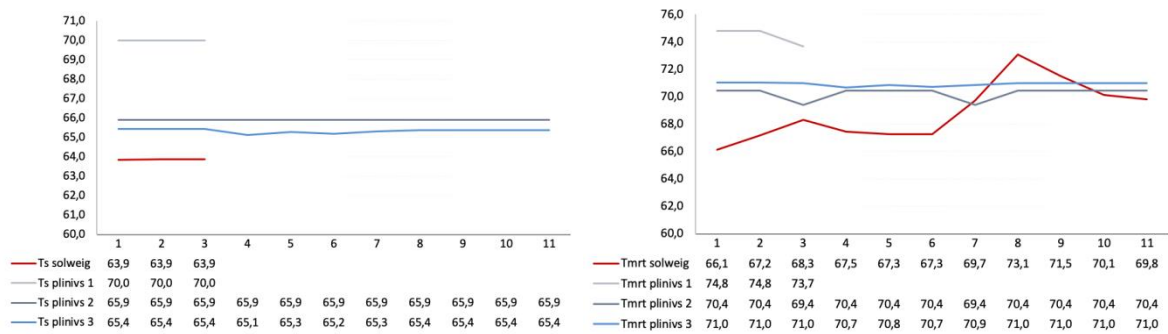 71,0
70,0
69,0
68,0
67,0
66,0
65,0
64,0
63,0
62,0
61,0
60,0
1 2 3 4 5 6 7 8 9 10 11
Ts solweig 63,9 63,9 63,9
Ts plinivs 1 70,0 70,0 70,0
Ts plinivs 2 65,9 65,9 65,9 65,9 65,9 65,9 65,9 65,9 65,9 65,9 65,9
Ts plinivs 3 65,4 65,4 65,4 65,1 65,3 65,2 65,3 65,4 65,4 65,4 65,4
76,0
74,0
72,0
70,0
68,0
66,0
64,0
62,0
60,0
1 2 3 4 5 6 7 8 9 10 11
Tmrt solweig 66,1 67,2 68,3 67,5 67,3 67,3 69,7 73,1 71,5 70,1 69,8
Tmrt plinivs 1 74,8 74,8 73,7
Tmrt plinivs 2 70,4 70,4 69,4 70,4 70,4 70,4 69,4 70,4 70,4 70,4 70,4
Tmrt plinivs 3 71,0 71,0 71,0 70,7 70,8 70,7 70,9 71,0 71,0 71,0 71,0